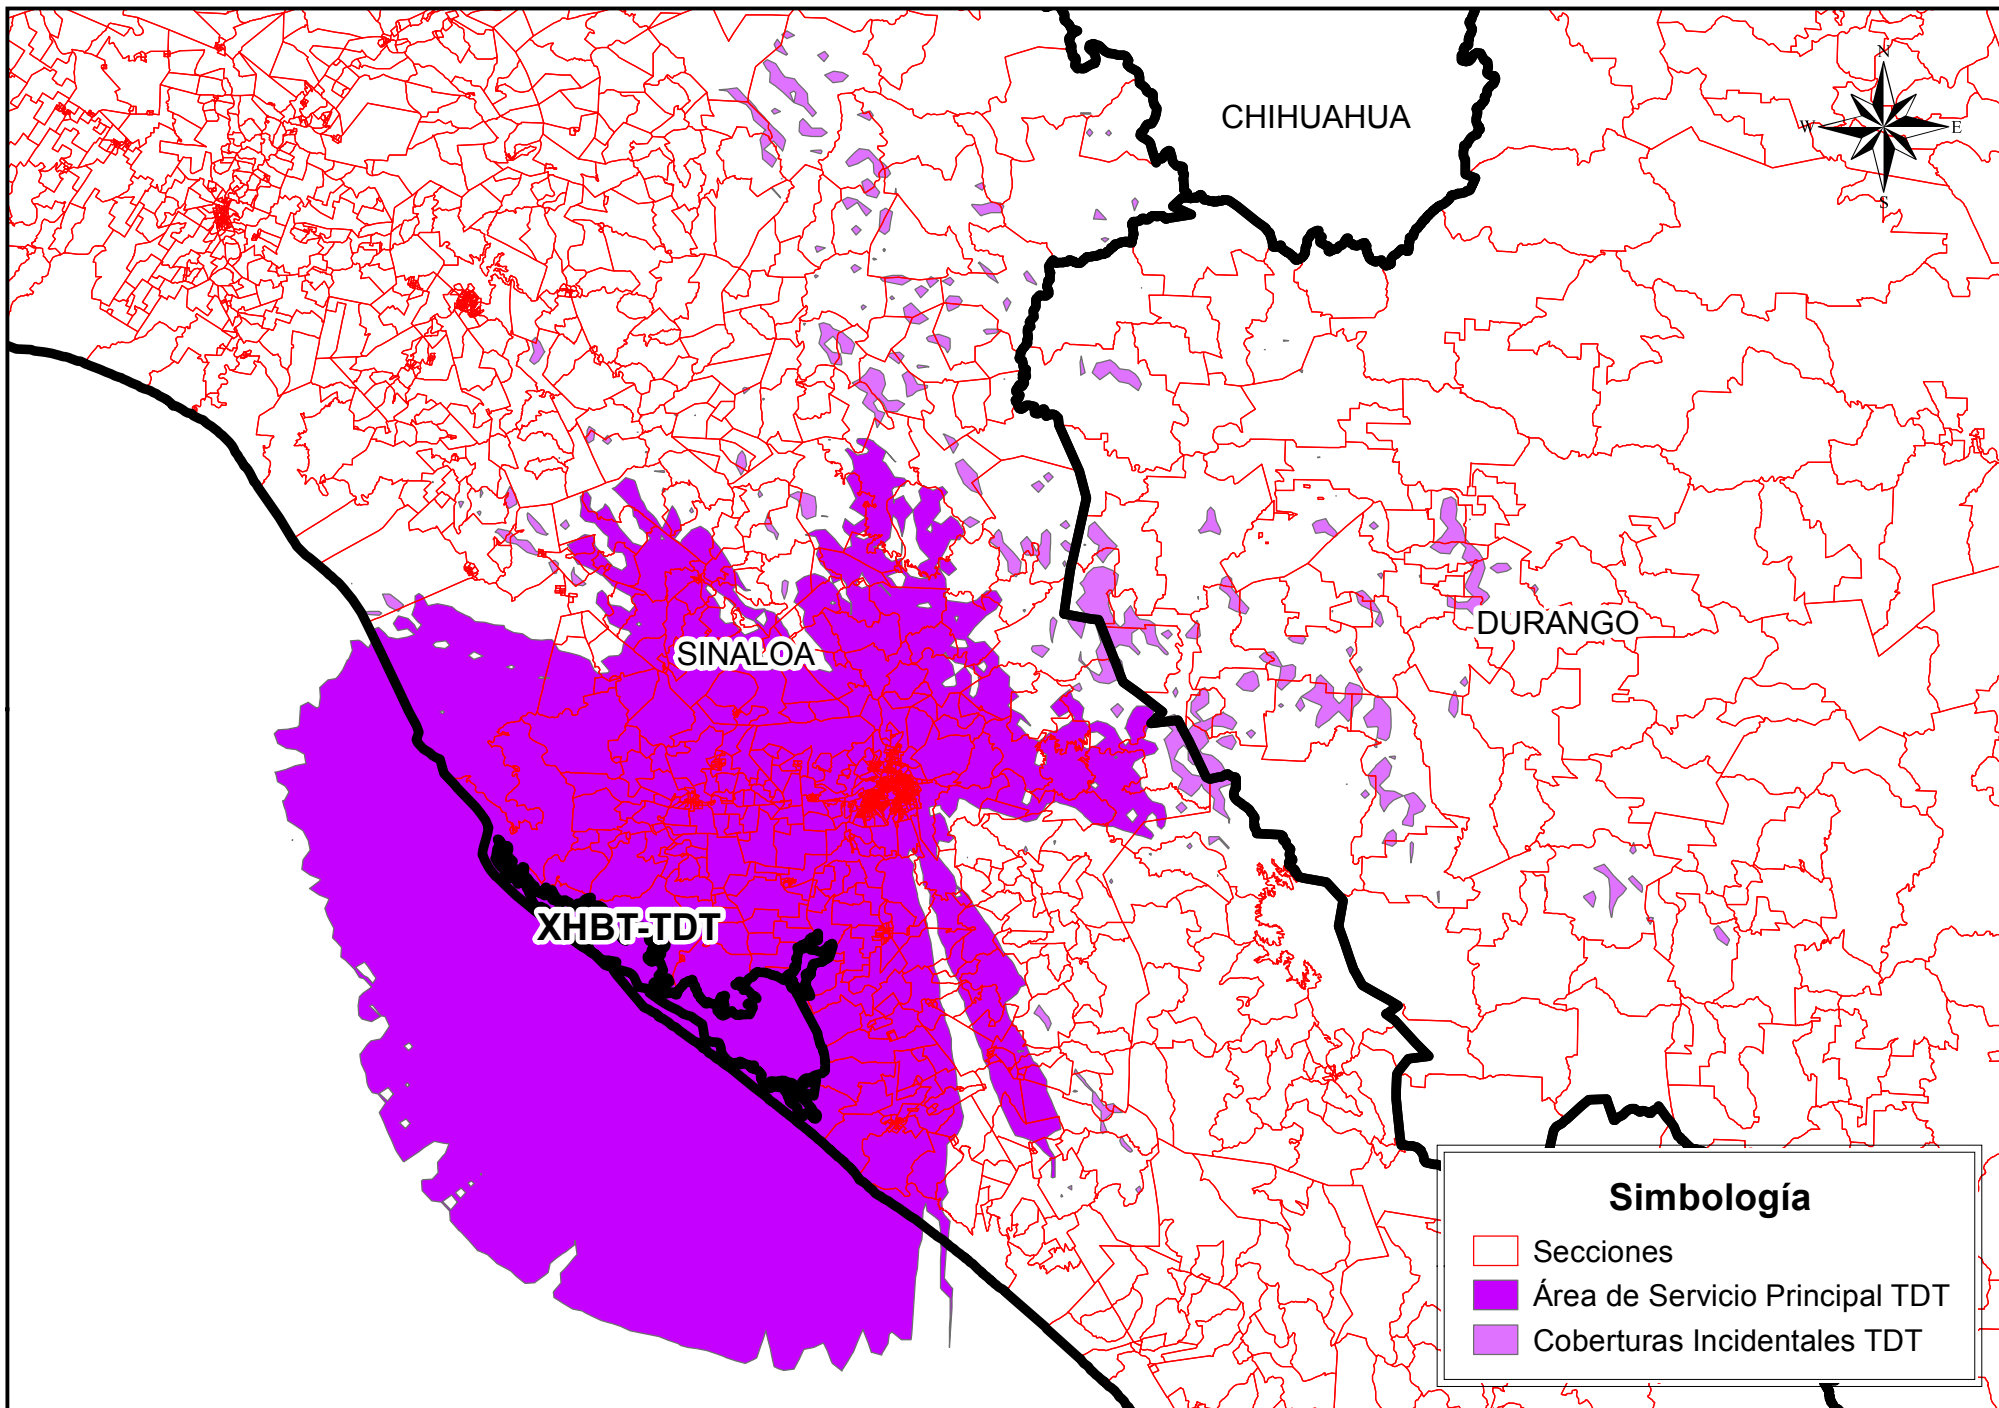 CHIHUAHUA
N
W
E
S
DURANGO
SINALOA
XHBT-TDT
Simbología
Secciones
Área de Servicio Principal TDT
Coberturas Incidentales TDT